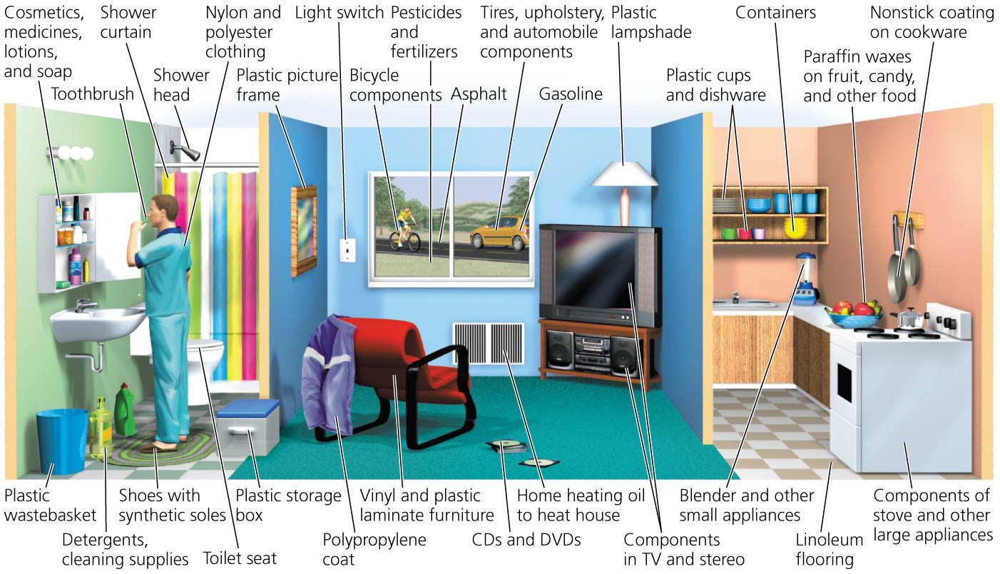 Cosmetics,
medicines,
lotions,
and soap
Shower
curtain
Nylon and
polyester
clothing
Light switch
Pesticides
and
fertilizers
Tires, upholstery,
and automobile
components
Plastic
lampshade
Containers
Nonstick coating
on cookware
Toothbrush
Shower
head
Plastic picture
frame
Bicycle
components
Asphalt
Gasoline
Plastic cups
and dishware
Paraffin waxes
on fruit, candy,
and other food
Plastic
wastebasket
Detergents,
cleaning supplies
Shoes with
synthetic soles
Toilet seat
Plastic storage
box
Polypropylene
coat
Vinyl and plastic
laminate furniture
CDs and DVDs
Home heating oil
to heat house
Components
in TV and stereo
Blender and other
small appliances
Linoleum
flooring
Components of
stove and other
large appliances